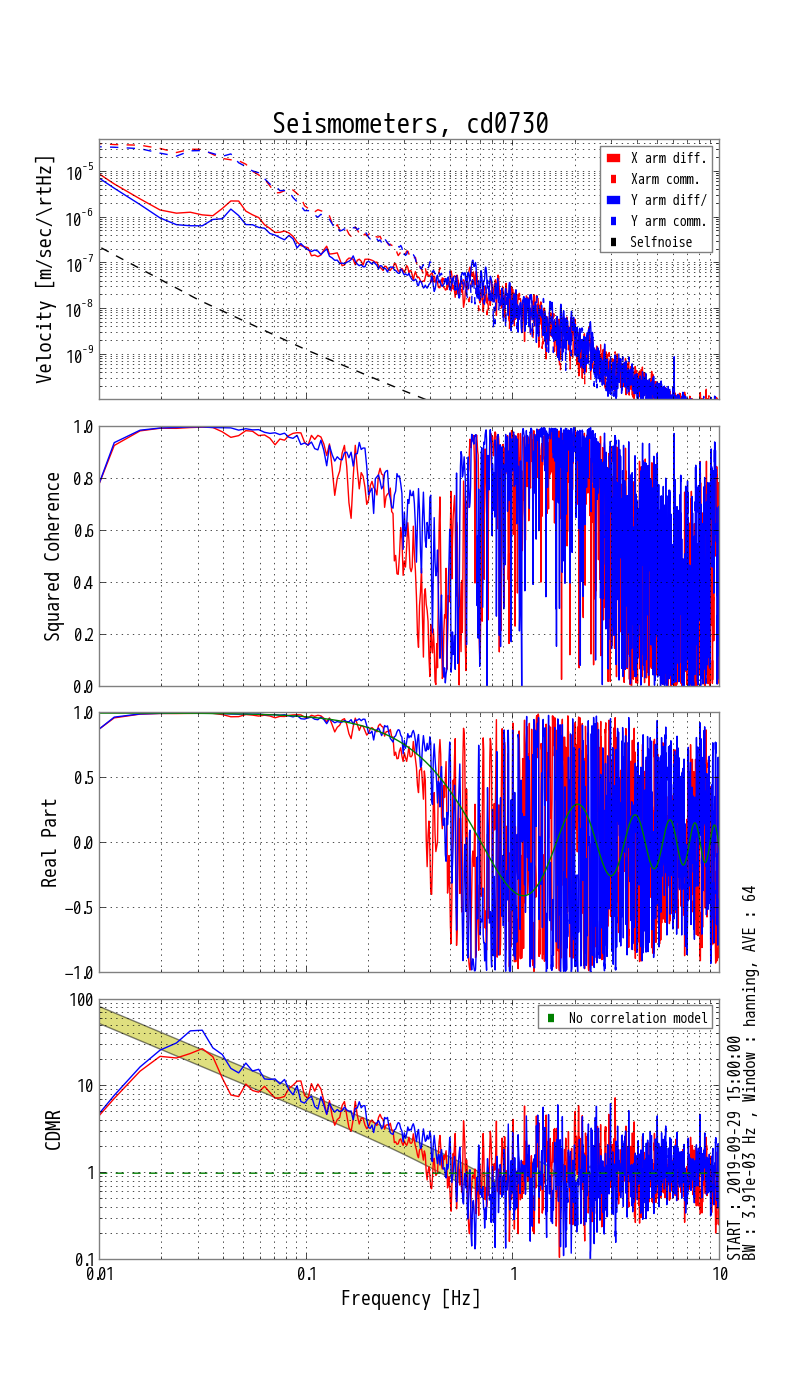 Seismometers, cd0730
Velocity [m/sec/\rtHz]
10^-5
10^-6
10^-7
10^-8
10^-9
X arm diff.
Xarm comm.
Y arm diff/
Y arm comm.
Selfnoise
Squared Coherence
1.0
0.8
0.6
0.4
0.2
0.0
Real Part
1.0
0.5
0.0
−0.5
−1.0
CDMR
100
10
1
0.1
No correlation model
0.01
0.1
1
10
Frequency [Hz]
START : 2019-09-29 15:00:00
BW : 3.91e-03 Hz , Window : hanning, AVE : 64